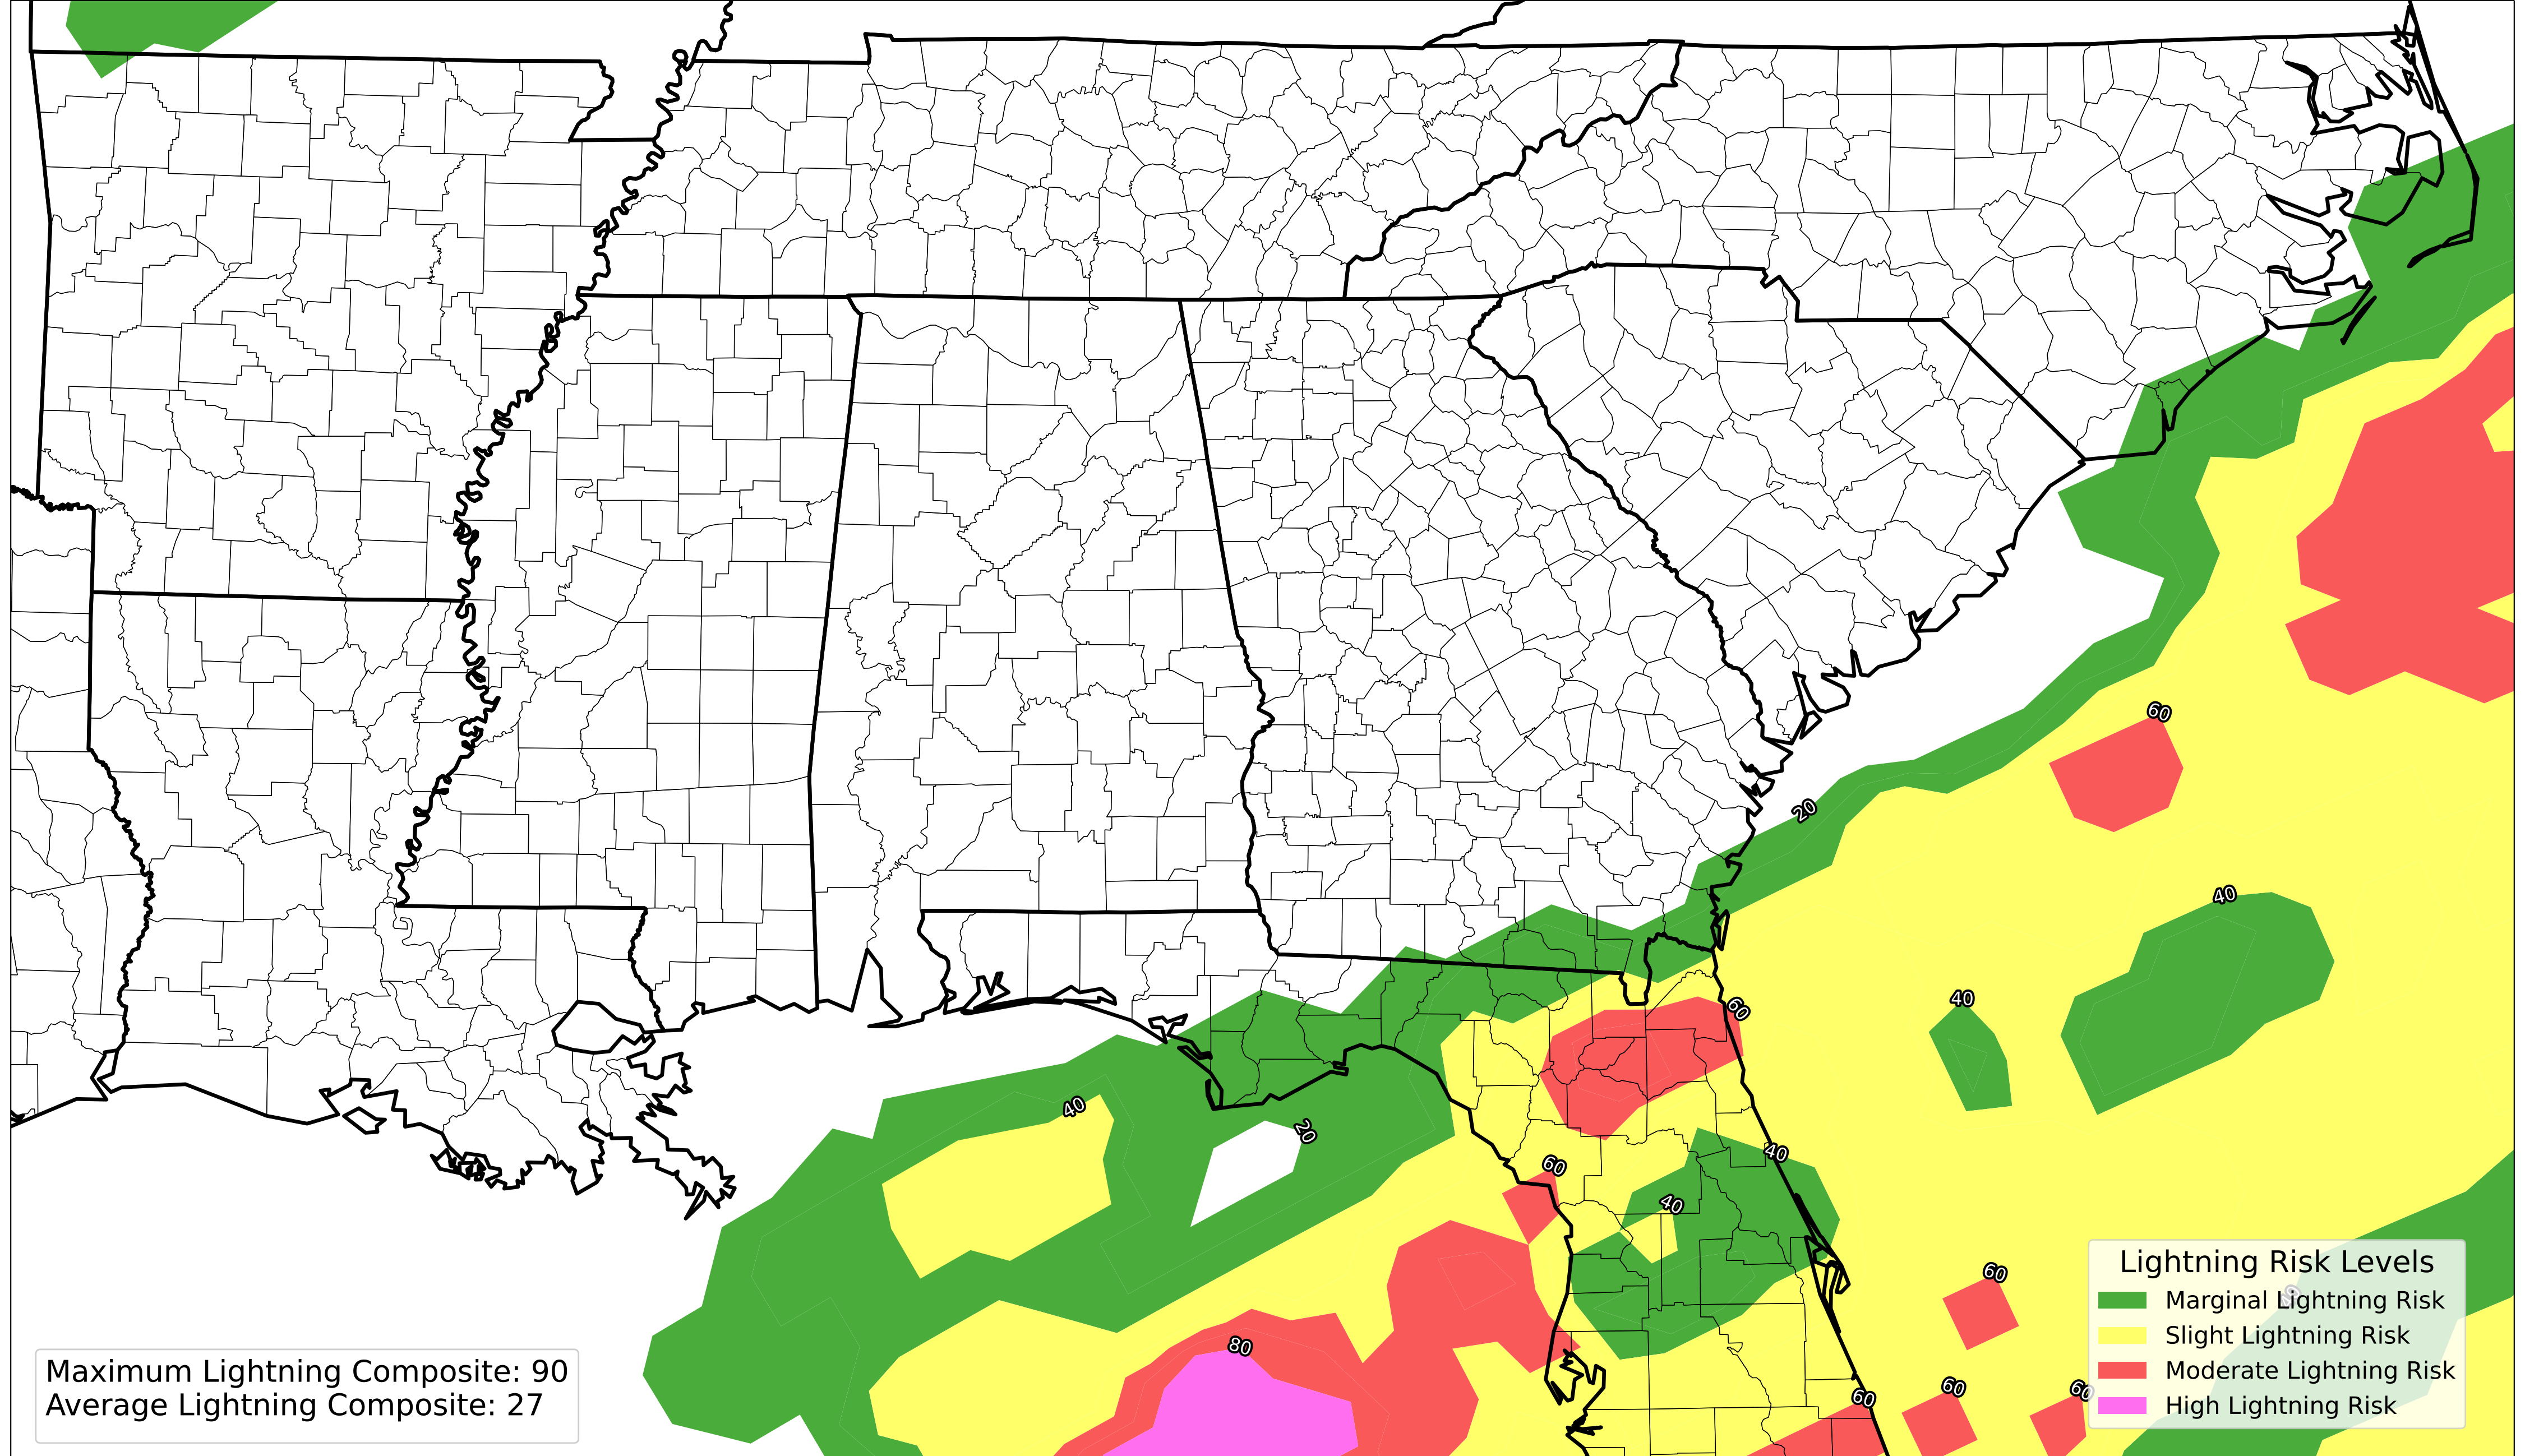 60
20
40
40
60
40
20
40
60
40
60
80
60
60
60
Maximum Lightning Composite: 90
Average Lightning Composite: 27
Lightning Risk Levels
Marginal Lightning Risk
Slight Lightning Risk
Moderate Lightning Risk
High Lightning Risk